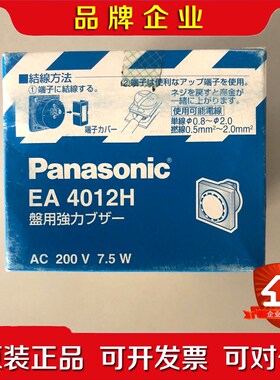 品牌企业
■結線方法
①端子に結線する。
②端子は便利なアップ端子を使用。
ネジを戻すと座金が
一緒に上がります。
使用可能電線
単線Φ0.8〜Φ2.0
撚線0.5mm²〜2.0mm²
端子カバー
Panasonic
EA 4012H
盤用強力ブザー
AC 200 V 7.5 W
企业
原装正品 可开发票 可对